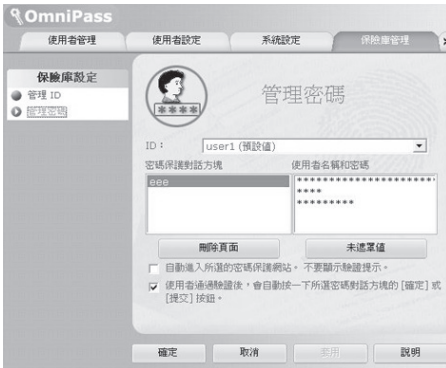 OmniPass
使用者管理 使用者設定 系統設定 保險庫管理
保險庫設定
管理 ID
管理密碼
****
管理密碼
ID：
user1 (預設值)
密碼保護對話方塊 使用者名稱和密碼
eee
**********************
****
*********
刪除頁面 未遮罩值
自動進入所選的密碼保護網站。不要顯示驗證提示。
使用者通過驗證後，會自動按一下所選密碼對話方塊的 [確定] 或
[提交] 按鈕。
確定 取消 套用 說明